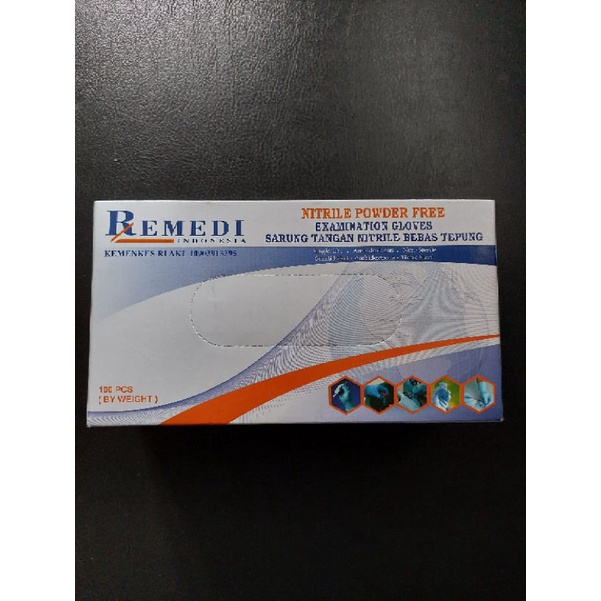 REMEDI
INDONESIA
KEMENKES RI AKL
NITRILE POWDER FREE
EXAMINATION GLOVES
SARUNG TANGAN NITRILE BEBAS TEPUNG
100 PCS
( BY WEIGHT )